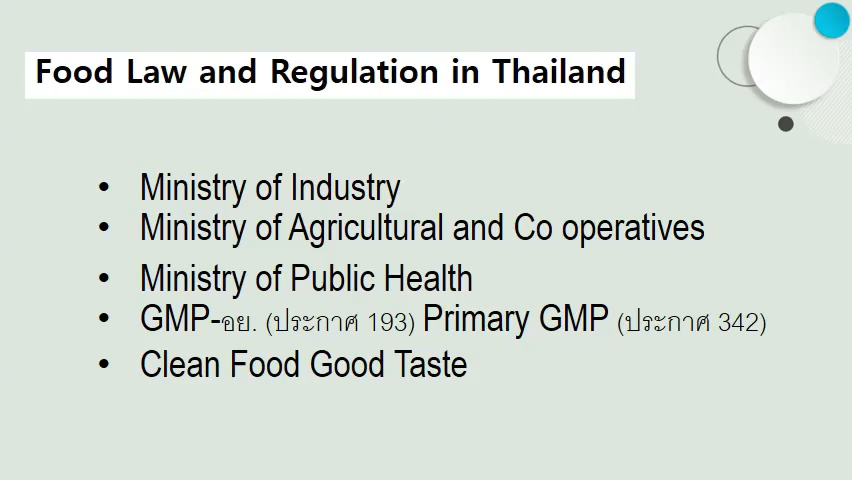 Food Law and Regulation in Thailand
• Ministry of Industry
• Ministry of Agricultural and Co operatives
• Ministry of Public Health
• GMP-อย. (ประกาศ 193) Primary GMP (ประกาศ 342)
• Clean Food Good Taste